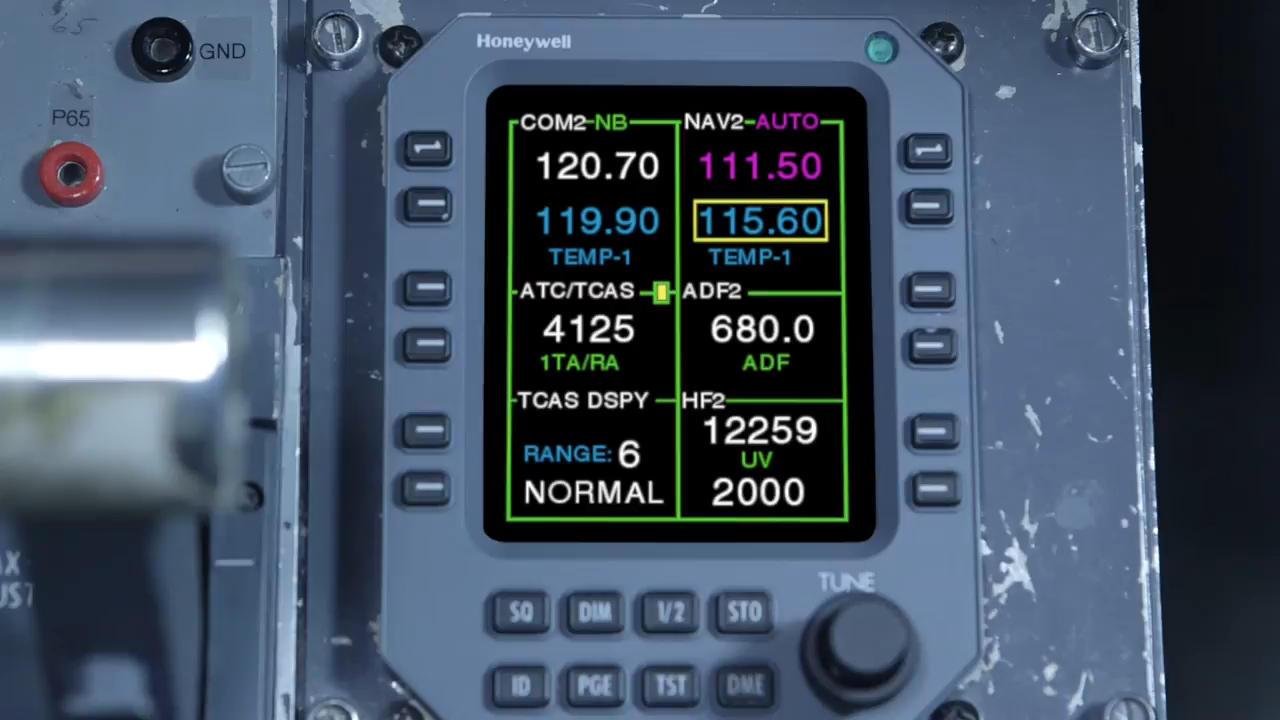 65
GND
P65
Honeywell
COM2 NB
120.70
119.90
TEMP-1
NAV2 AUTO
111.50
115.60
TEMP-1
ATC/TCAS
4125
1TA/RA
ADF2
680.0
ADF
TCAS DSPY
RANGE: 6
NORMAL
HF2
12259
UV
2000
TUNE
SQ DIM 1/2 STO
ID PGE TST DME